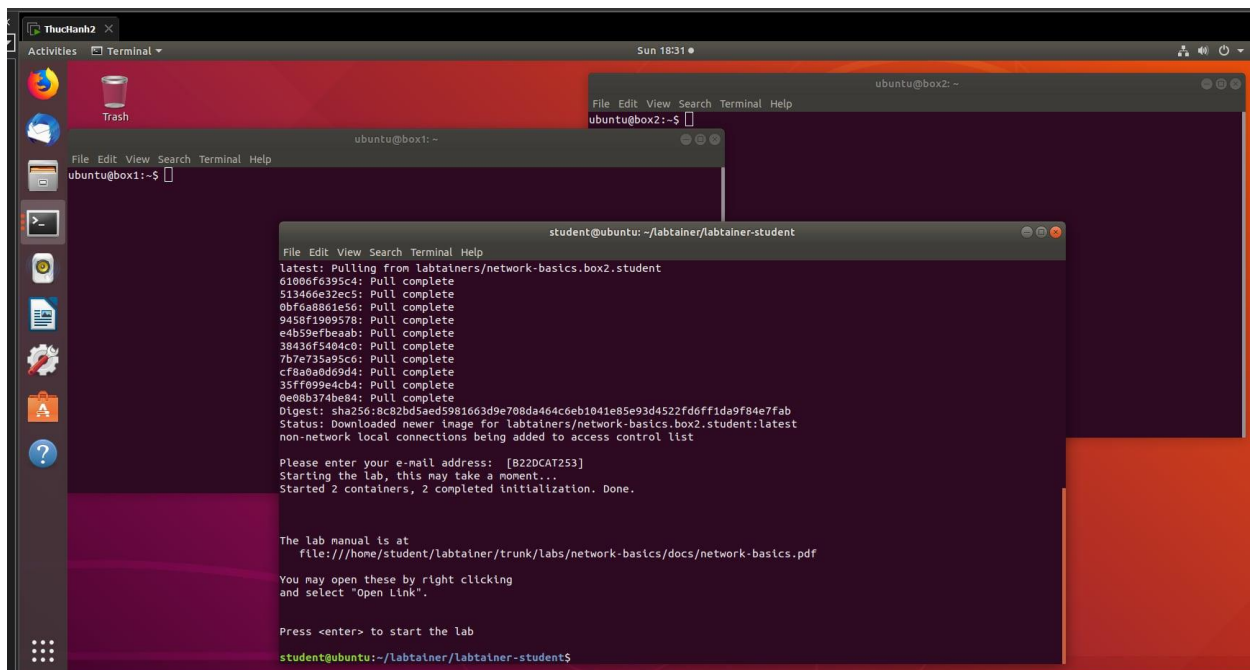 ThucHanh2
Activities Terminal Sun 18:31
Trash
ubuntu@box2: ~
File Edit View Search Terminal Help
ubuntu@box2:~$
ubuntu@box1: ~
File Edit View Search Terminal Help
ubuntu@box1:~$
student@ubuntu: ~/labtainer/labtainer-student
File Edit View Search Terminal Help
latest: Pulling from labtainers/network-basics.box2.student
61006f6395c4: Pull complete
513466e32ec5: Pull complete
0bf6a8861e56: Pull complete
9458f1909578: Pull complete
e4b59efbeaab: Pull complete
38436f5404c0: Pull complete
7b7e735a95c6: Pull complete
cf8a0a0d69d4: Pull complete
35ff099e4cb4: Pull complete
0e08b374be84: Pull complete
Digest: sha256:8c82bd5aed5981663d9e708da464c6eb1041e85e93d4522fd6ff1da9f84e7fab
Status: Downloaded newer image for labtainers/network-basics.box2.student:latest
non-network local connections being added to access control list
Please enter your e-mail address:  [B22DCAT253]
Starting the lab, this may take a moment...
Started 2 containers, 2 completed initialization. Done.
The lab manual is at
file:///home/student/labtainer/trunk/labs/network-basics/docs/network-basics.pdf
You may open these by right clicking
and select "Open Link".
Press <enter> to start the lab
student@ubuntu:~/labtainer/labtainer-student$